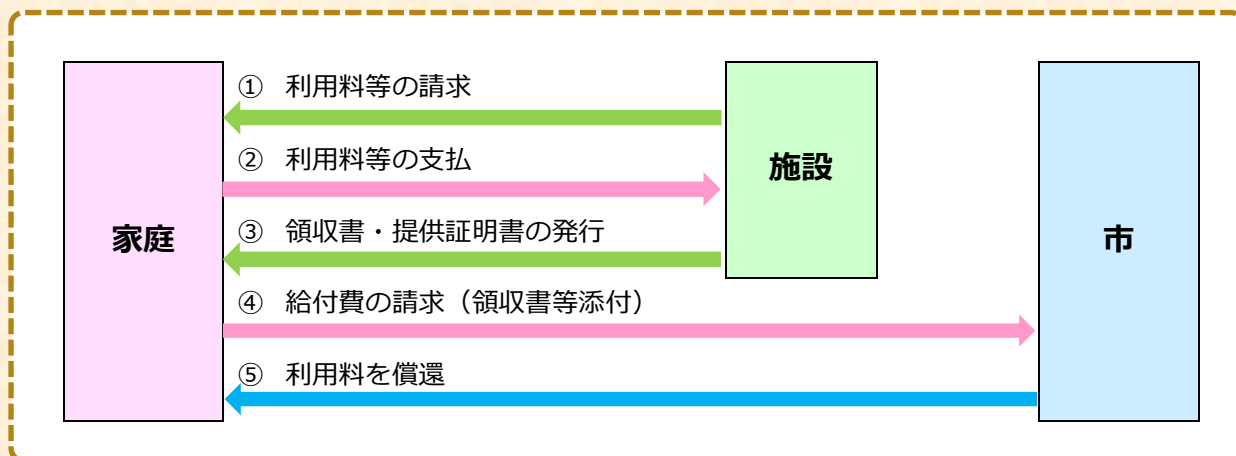 ① 利用料等の請求
② 利用料等の支払
施設
家庭
③ 領収書・提供証明書の発行
市
④ 給付費の請求（領収書等添付）
⑤ 利用料を償還